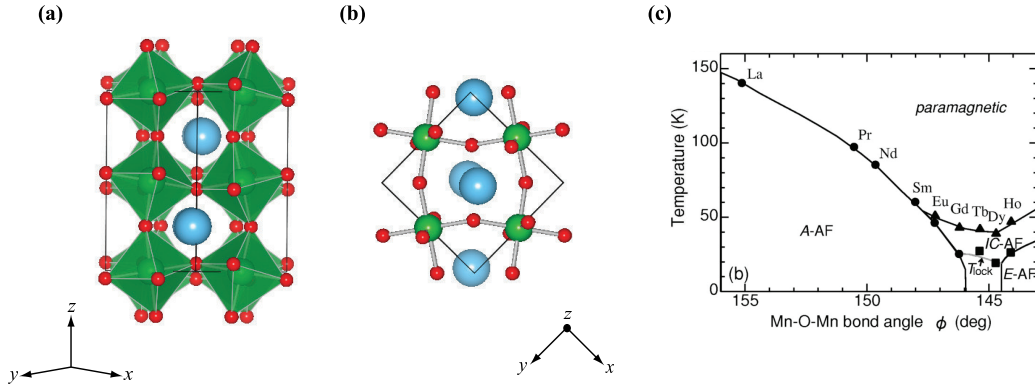 (a)
(b)
(c)
z
y
x
z
y
x
Temperature (K)
150
100
50
0
La
Pr
Nd
Sm
Eu
Gd
Tb
Dy
Ho
paramagnetic
A-AF
IC-AF
E-AF
Tlock
(b)
155
150
145
Mn-O-Mn bond angle ϕ (deg)